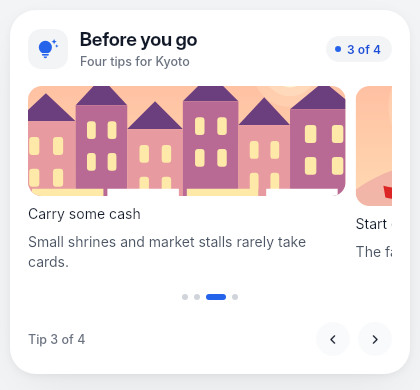 Before you go
Four tips for Kyoto
3 of 4
Carry some cash
Small shrines and market stalls rarely take
cards.
Start
The
Tip 3 of 4